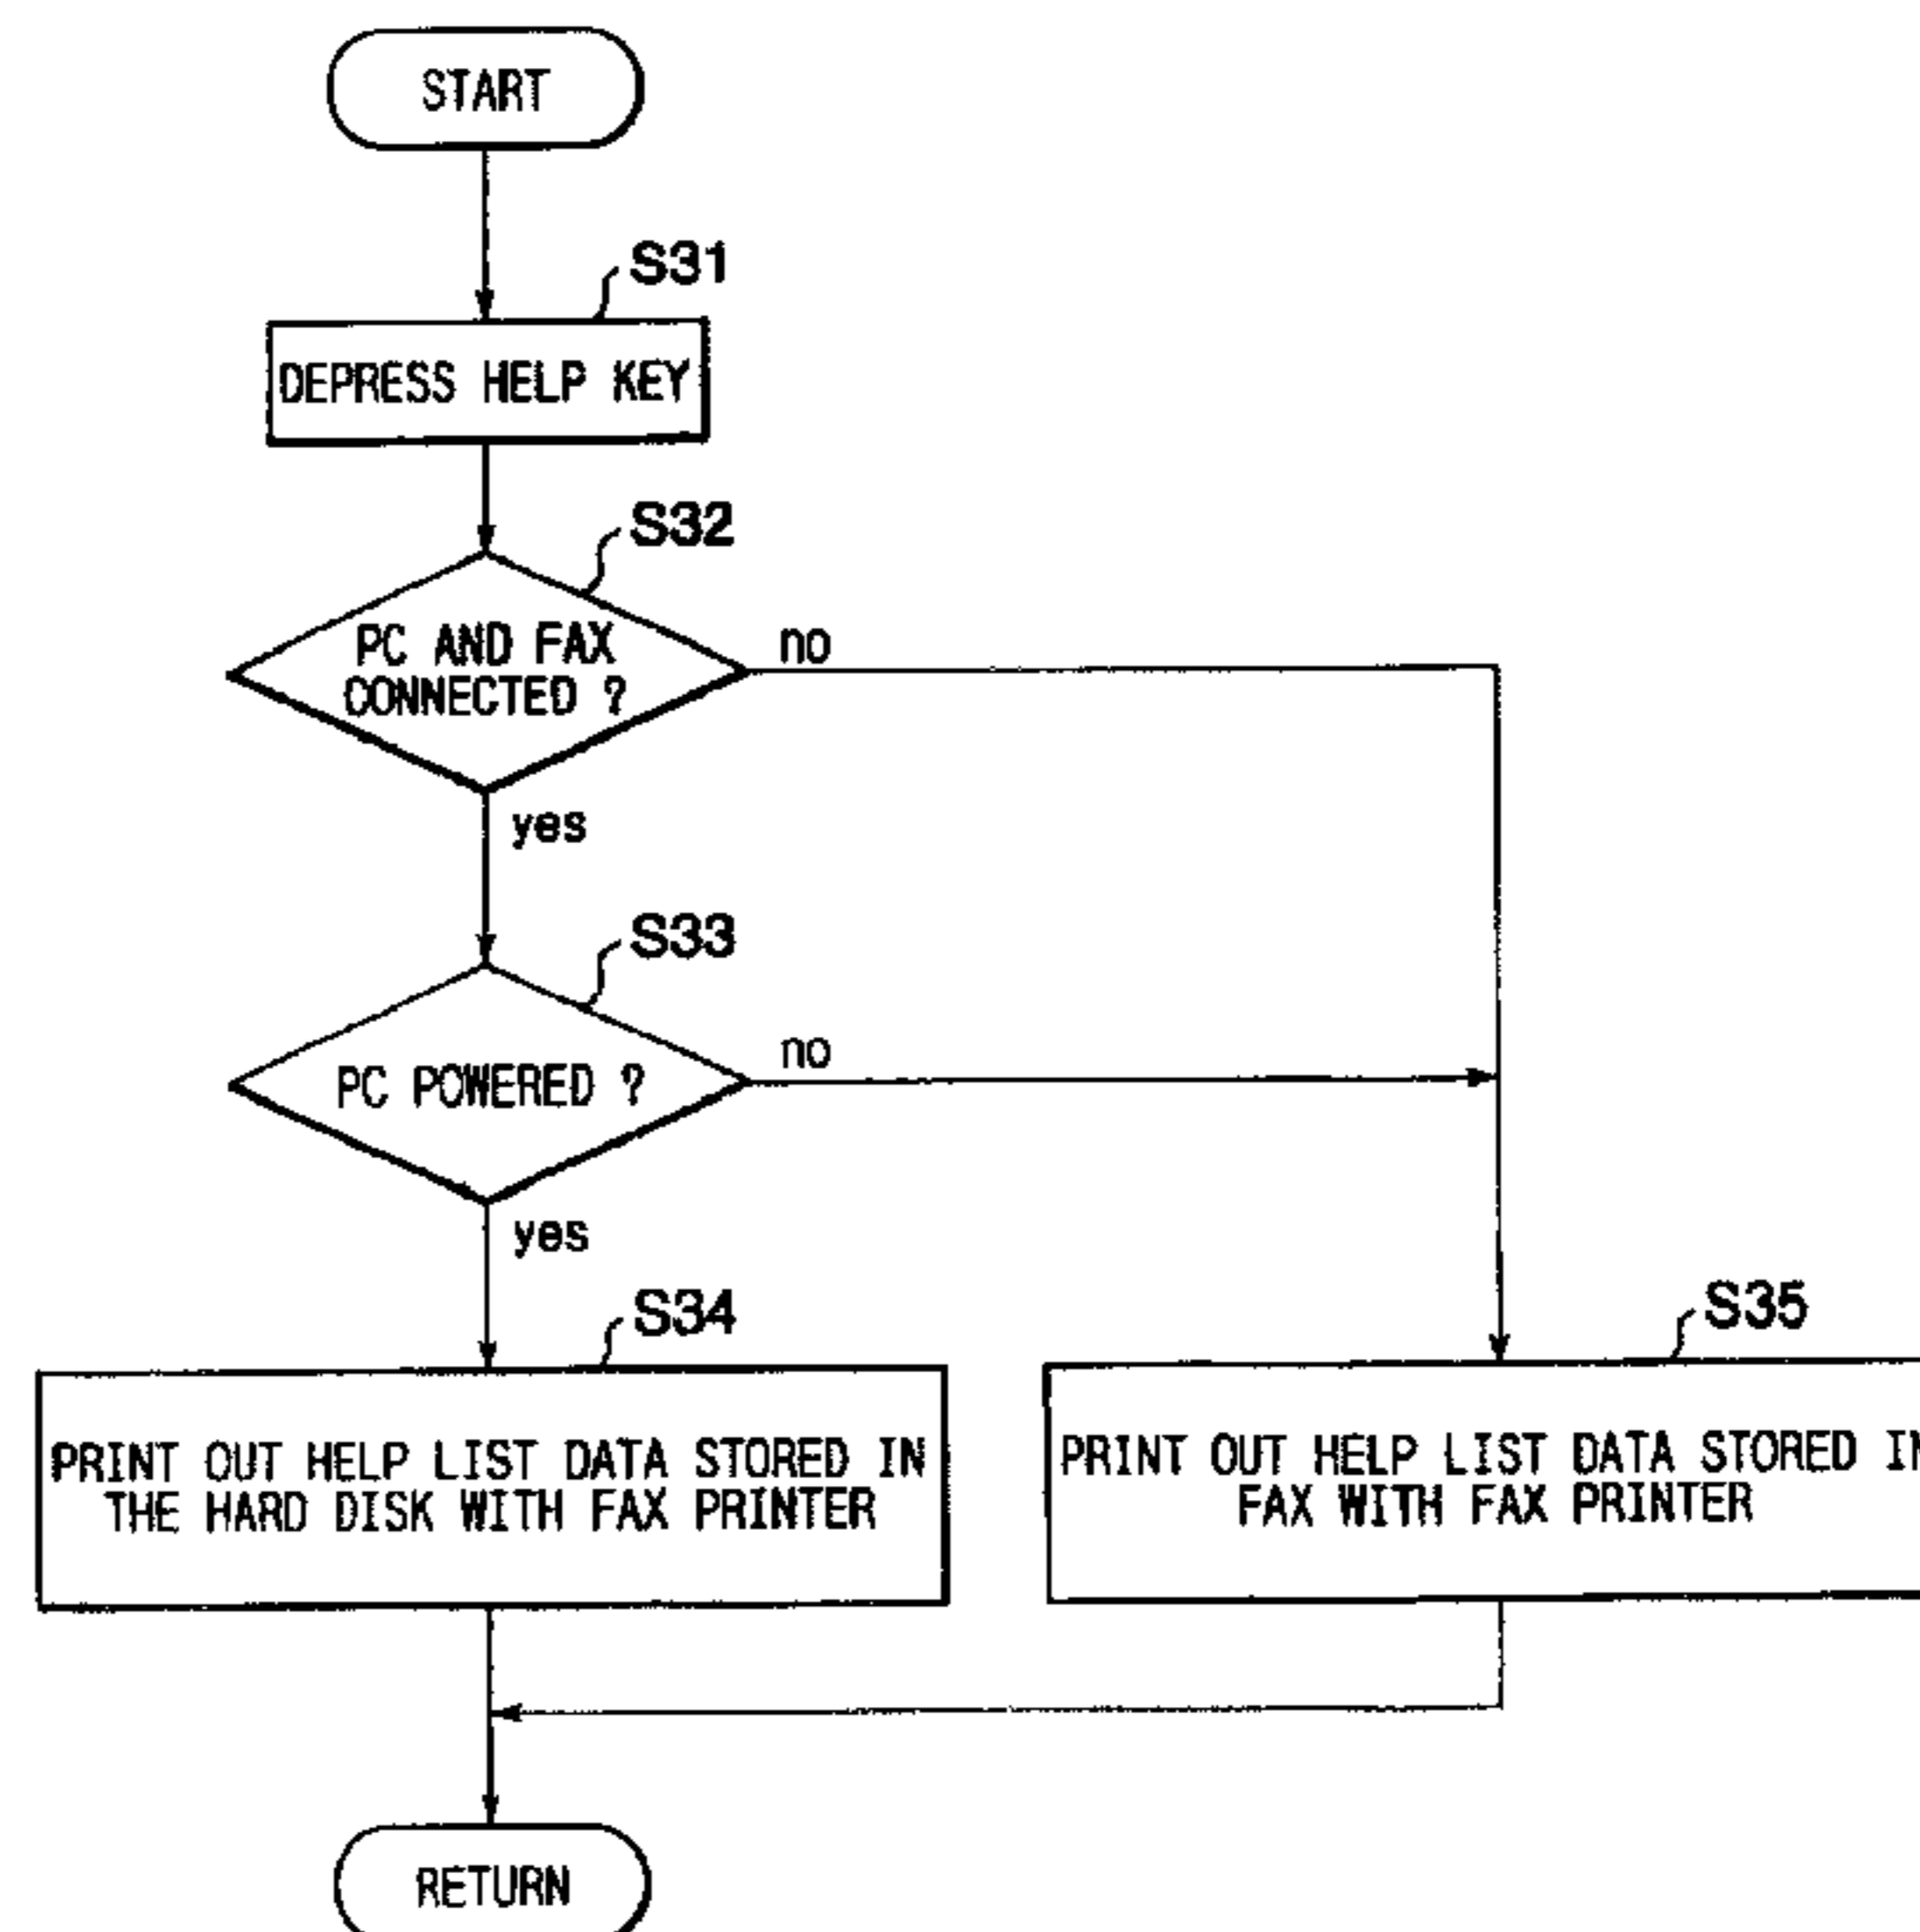 START
S31
DEPRESS HELP KEY
S32
PC AND FAX
CONNECTED ?
no
yes
S33
PC POWERED ?
no
yes
S34
PRINT OUT HELP LIST DATA STORED IN
THE HARD DISK WITH FAX PRINTER
S35
PRINT OUT HELP LIST DATA STORED IN
FAX WITH FAX PRINTER
RETURN